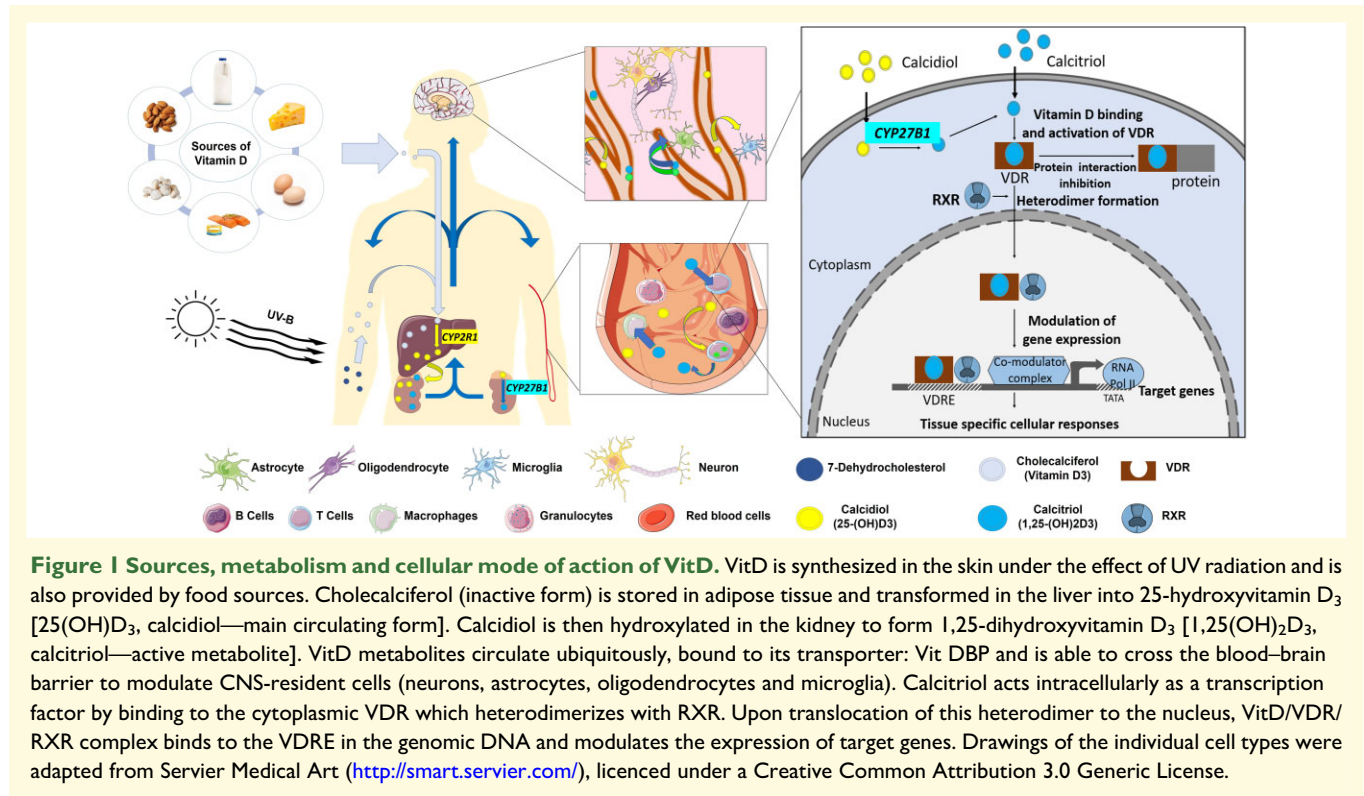 Sources of
Vitamin D
UV-B
CYP2R1
CYP27B1
Calcidiol
Calcitriol
CYP27B1
Vitamin D binding
and activation of VDR
VDR
Protein interaction
inhibition
protein
RXR
Heterodimer formation
Cytoplasm
Modulation of
gene expression
Co-modulator
complex
RNA
Pol II
TATA
Target genes
VDRE
Nucleus
Tissue specific cellular responses
Astrocyte
Oligodendrocyte
Microglia
Neuron
7-Dehydrocholesterol
Cholecalciferol
(Vitamin D3)
VDR
B Cells
T Cells
Macrophages
Granulocytes
Red blood cells
Calcidiol
(25-(OH)D3)
Calcitriol
(1,25-(OH)2D3)
RXR
Figure 1 Sources, metabolism and cellular mode of action of VitD. VitD is synthesized in the skin under the effect of UV radiation and is
also provided by food sources. Cholecalciferol (inactive form) is stored in adipose tissue and transformed in the liver into 25-hydroxyvitamin D₃
[25(OH)D₃, calcidiol—main circulating form]. Calcidiol is then hydroxylated in the kidney to form 1,25-dihydroxyvitamin D₃ [1,25(OH)₂D₃,
calcitriol—active metabolite]. VitD metabolites circulate ubiquitously, bound to its transporter: Vit DBP and is able to cross the blood–brain
barrier to modulate CNS-resident cells (neurons, astrocytes, oligodendrocytes and microglia). Calcitriol acts intracellularly as a transcription
factor by binding to the cytoplasmic VDR which heterodimerizes with RXR. Upon translocation of this heterodimer to the nucleus, VitD/VDR/
RXR complex binds to the VDRE in the genomic DNA and modulates the expression of target genes. Drawings of the individual cell types were
adapted from Servier Medical Art (http://smart.servier.com/), licenced under a Creative Common Attribution 3.0 Generic License.